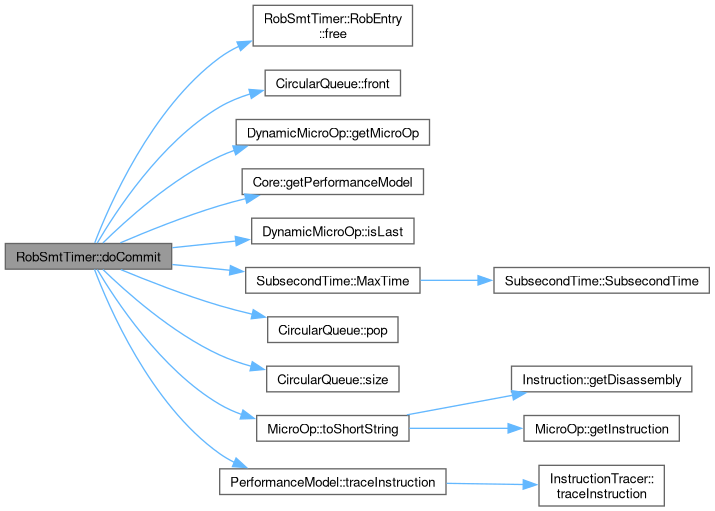 RobSmtTimer::RobEntry
::free
CircularQueue::front
DynamicMicroOp::getMicroOp
Core::getPerformanceModel
RobSmtTimer::doCommit
DynamicMicroOp::isLast
SubsecondTime::MaxTime
SubsecondTime::SubsecondTime
CircularQueue::pop
CircularQueue::size
Instruction::getDisassembly
MicroOp::toShortString
MicroOp::getInstruction
PerformanceModel::traceInstruction
InstructionTracer::
traceInstruction